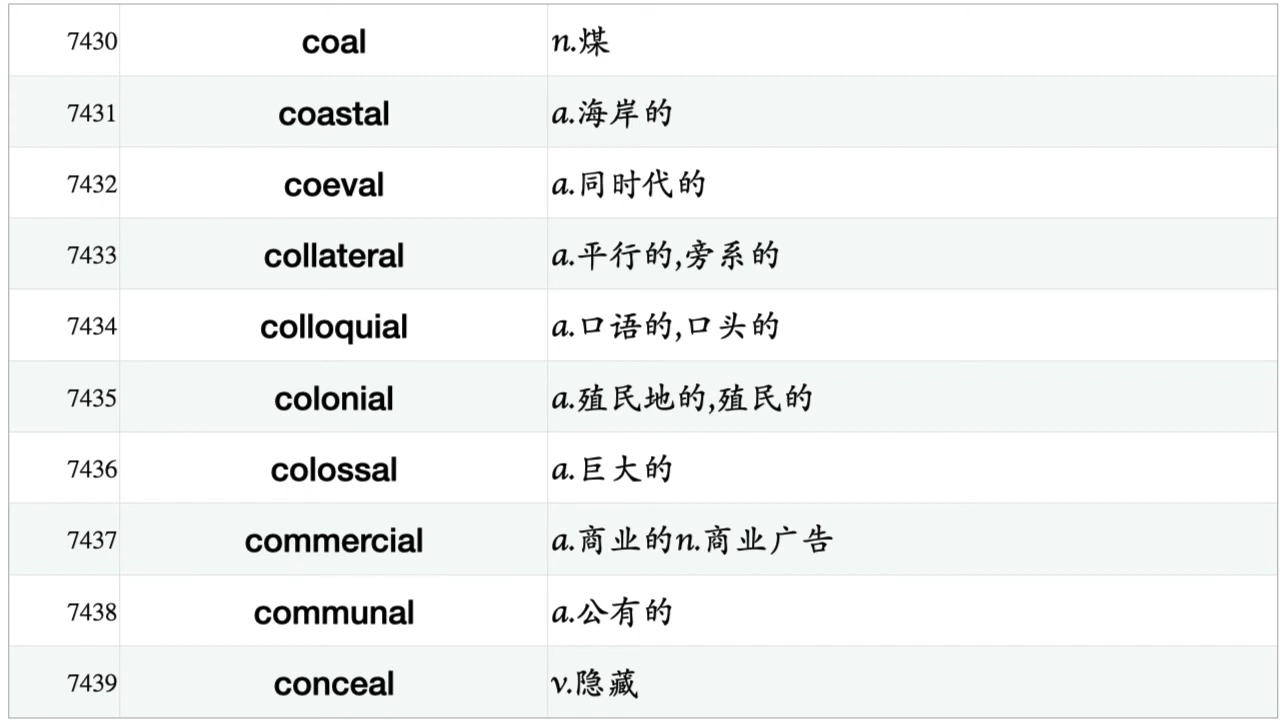 7430 coal n.煤
7431 coastal a.海岸的
7432 coeval a.同时代的
7433 collateral a.平行的,旁系的
7434 colloquial a.口语的,口头的
7435 colonial a.殖民地的,殖民的
7436 colossal a.巨大的
7437 commercial a.商业的n.商业广告
7438 communal a.公有的
7439 conceal v.隐藏